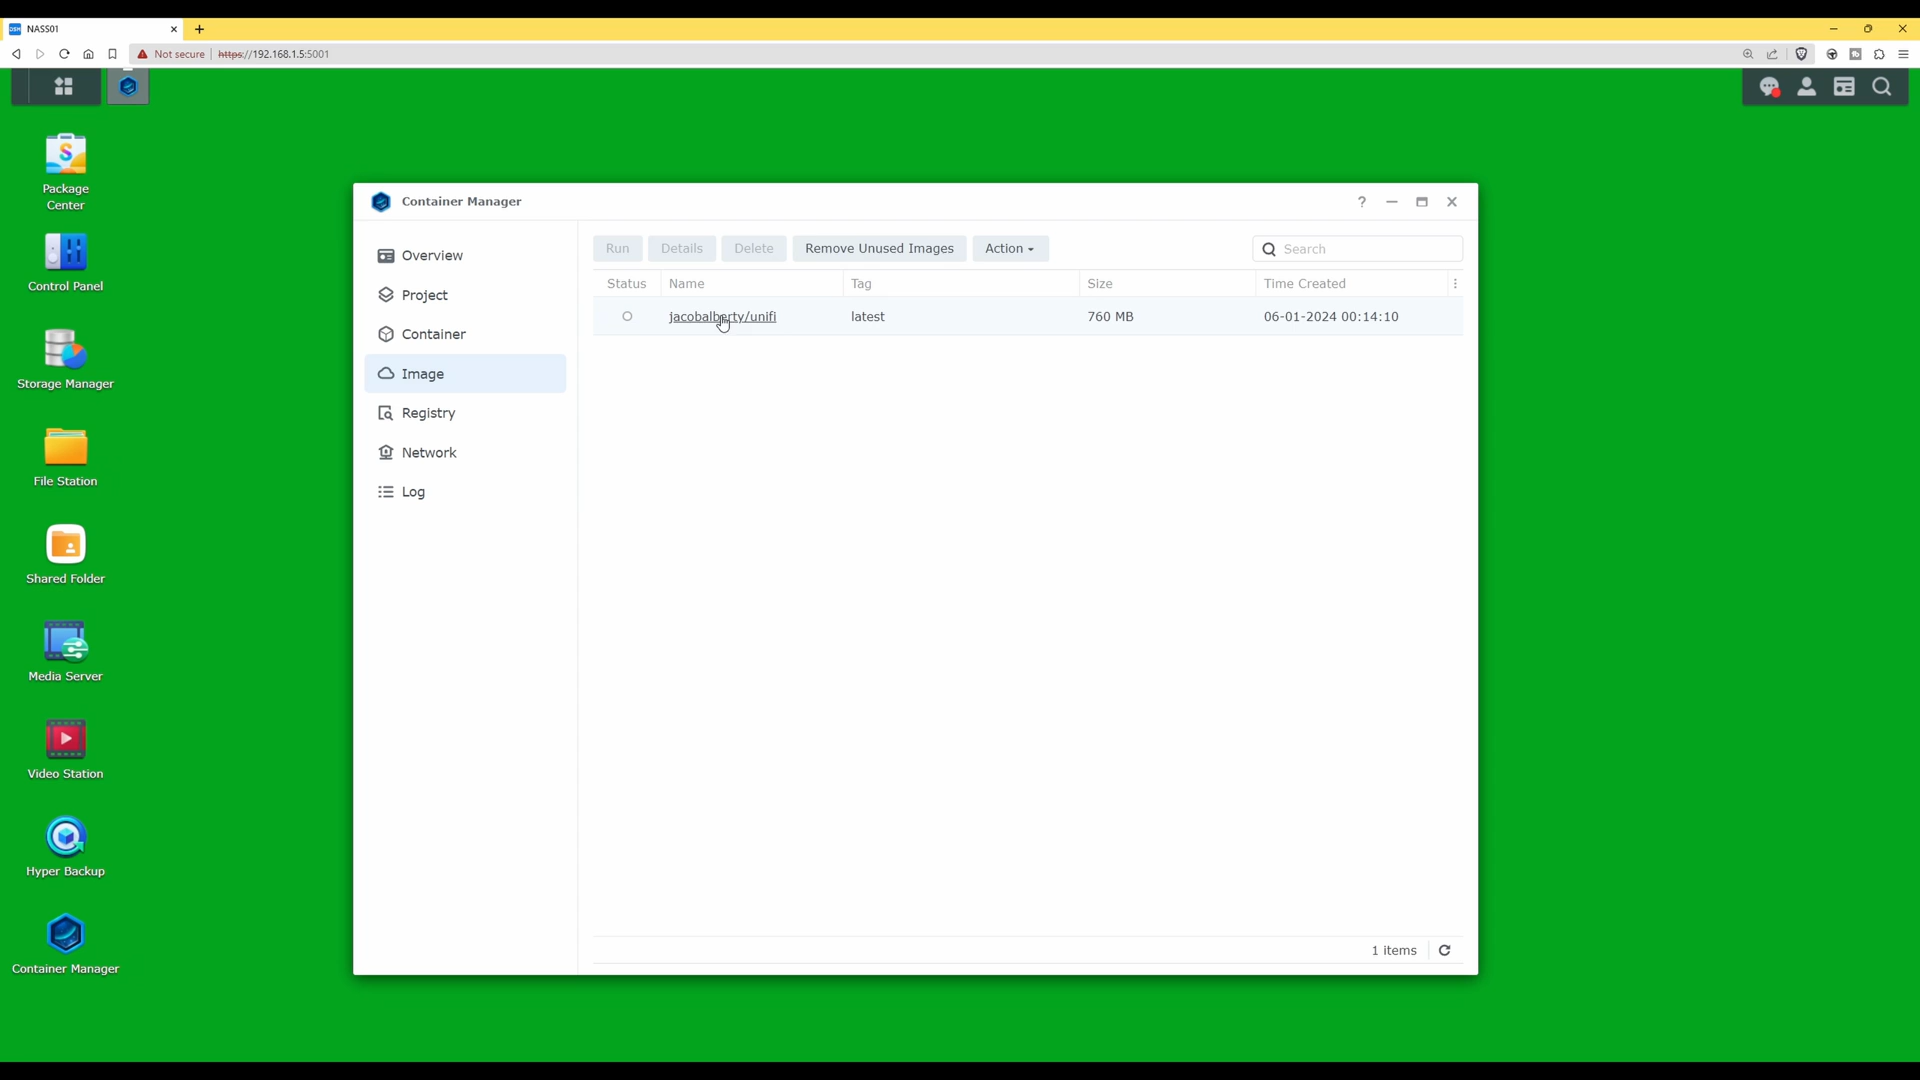 DSM NASS01
Not secure https://192.168.1.5:5001
Package
Center
Control Panel
Storage Manager
File Station
Shared Folder
Media Server
Video Station
Hyper Backup
Container Manager
Container Manager
Overview
Project
Container
Image
Registry
Network
Log
Run Details Delete Remove Unused Images Action Search
Status Name Tag Size Time Created
jacobalberty/unifi latest 760 MB 06-01-2024 00:14:10
1 items